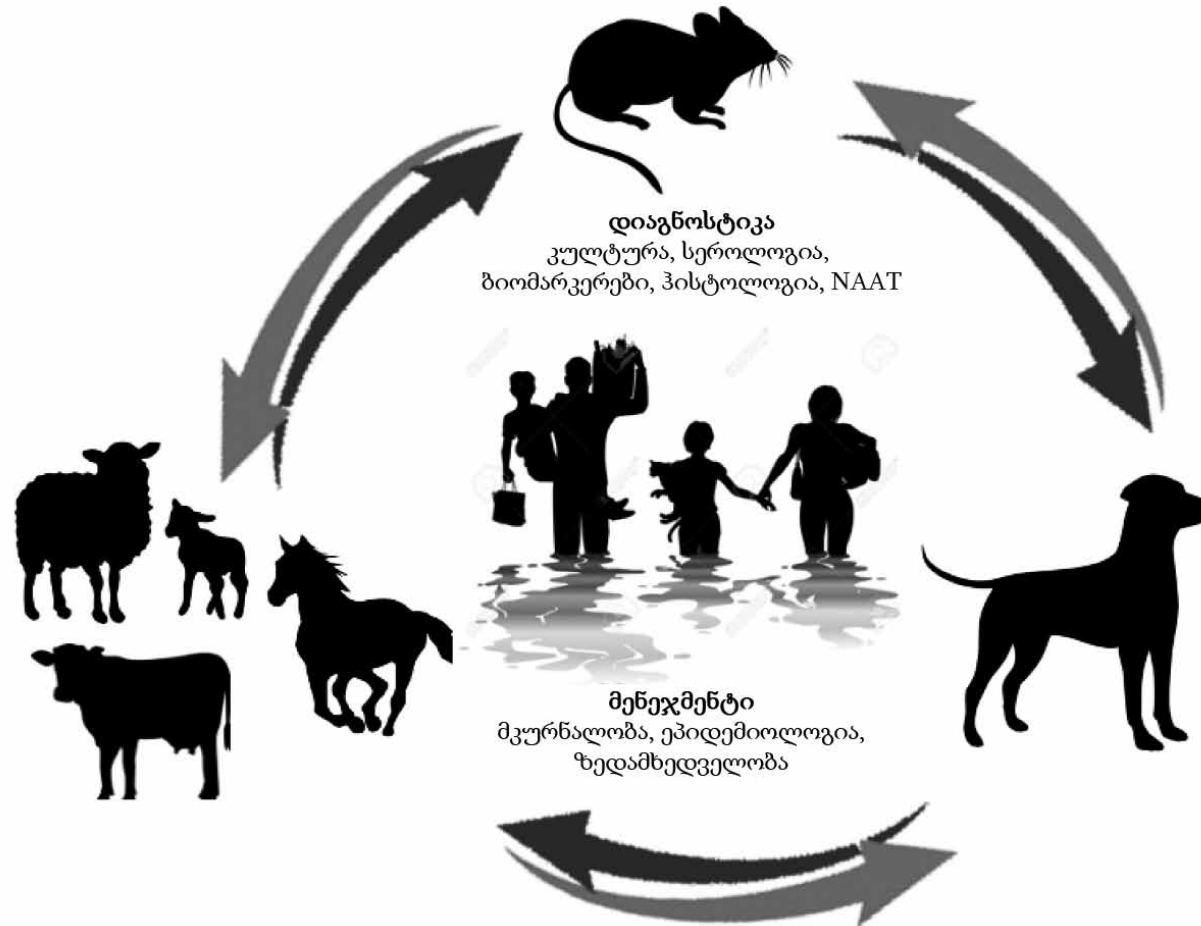 დიაგნოსტიკა
კულტურა, სეროლოგია,
ბიომარკერები, ჰისტოლოგია, NAAT
მენეჯმენტი
მკურნალობა, ეპიდემიოლოგია,
ზედამხედველობა